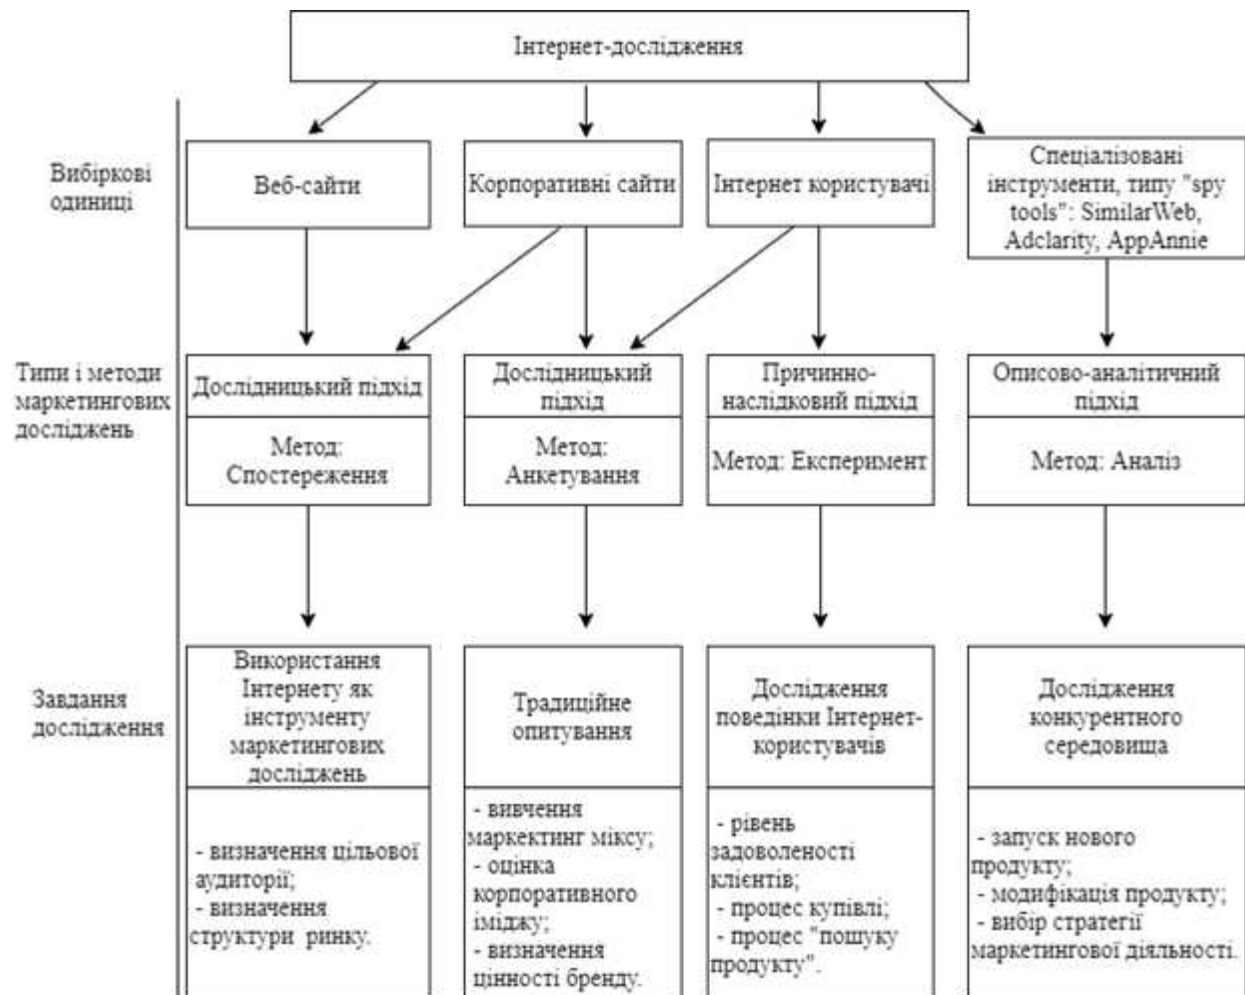 Інтернет-дослідження
Вибіркові
одиниці
Веб-сайти
Корпоративні сайти
Інтернет користувачі
Спеціалізовані
інструменти, типу "spy
tools": SimilarWeb,
Adclarity, AppAnnie
Типи і методи
маркетингових
досліджень
Дослідницький підхід
Метод:
Спостереження
Дослідницький
підхід
Метод:
Анкетування
Причинно-
наслідковий підхід
Метод: Експеримент
Описово-аналітичний
підхід
Метод: Аналіз
Завдання
дослідження
Використання
Інтернету як
інструменту
маркетингових
досліджень
- визначення цільової
аудиторії;
- визначення
структури ринку.
Традиційне
опитування
- вивчення
маркектинг міксу;
- оцінка
корпоративного
іміджу;
- визначення
цінності бренду.
Дослідження
поведінки Інтернет-
користувачів
- рівень
задоволеності
клієнтів;
- процес купівлі;
- процес "пошуку
продукту".
Дослідження
конкурентного
середовища
- запуск нового
продукту;
- модифікація продукту;
- вибір стратегії
маркетингової діяльності.